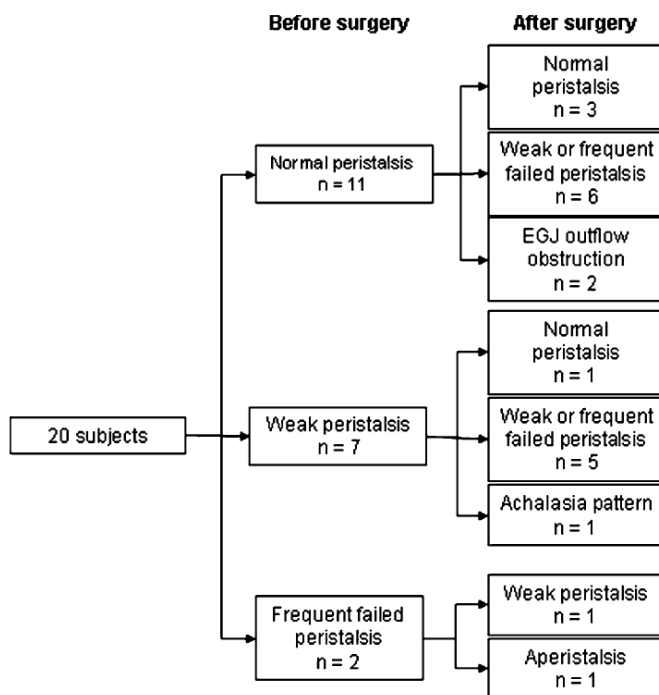 Before surgery
After surgery
20 subjects
Normal peristalsis
n = 11
Normal
peristalsis
n = 3
Weak or frequent
failed peristalsis
n = 6
EGJ outflow
obstruction
n = 2
Weak peristalsis
n = 7
Normal
peristalsis
n = 1
Weak or frequent
failed peristalsis
n = 5
Achalasia pattern
n = 1
Frequent failed
peristalsis
n = 2
Weak peristalsis
n = 1
Aperistalsis
n = 1